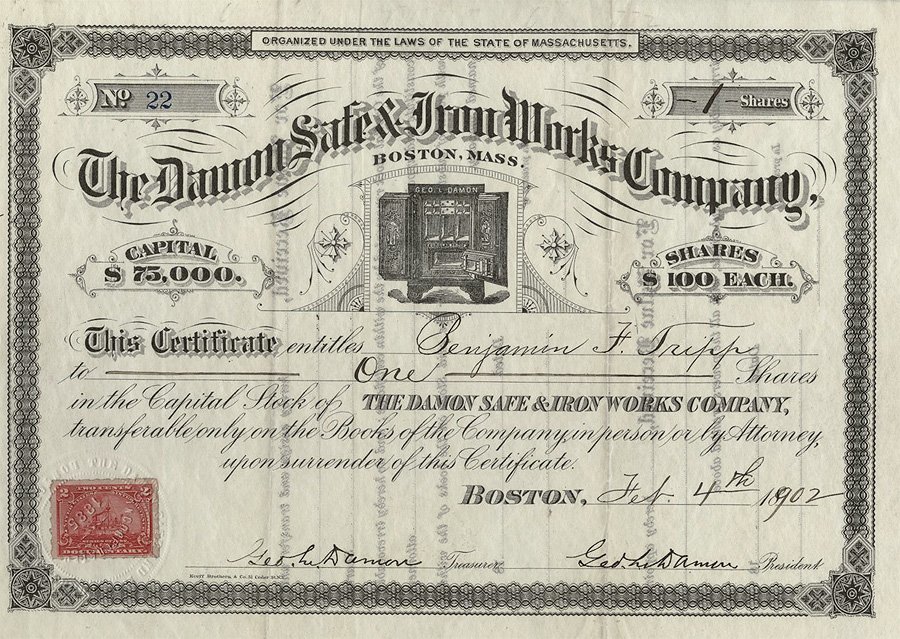 ORGANIZED UNDER THE LAWS OF THE STATE OF MASSACHUSETTS.
No 22
-1- Shares
The Damon Safe & Iron Works Company,
BOSTON, MASS.
GEO. L. DAMON
CAPITAL
$ 75,000.
SHARES
$ 100 EACH.
This Certificate entitles Benjamin F. Tripp
to One Shares
in the Capital Stock of THE DAMON SAFE & IRON WORKS COMPANY,
transferable only on the Books of the Company in person or by Attorney,
upon surrender of this Certificate.
BOSTON, Feb. 4th 1902
TWO CENTS
DOCUMENTARY
Geo. L. Damon Treasurer
Geo. L. Damon President